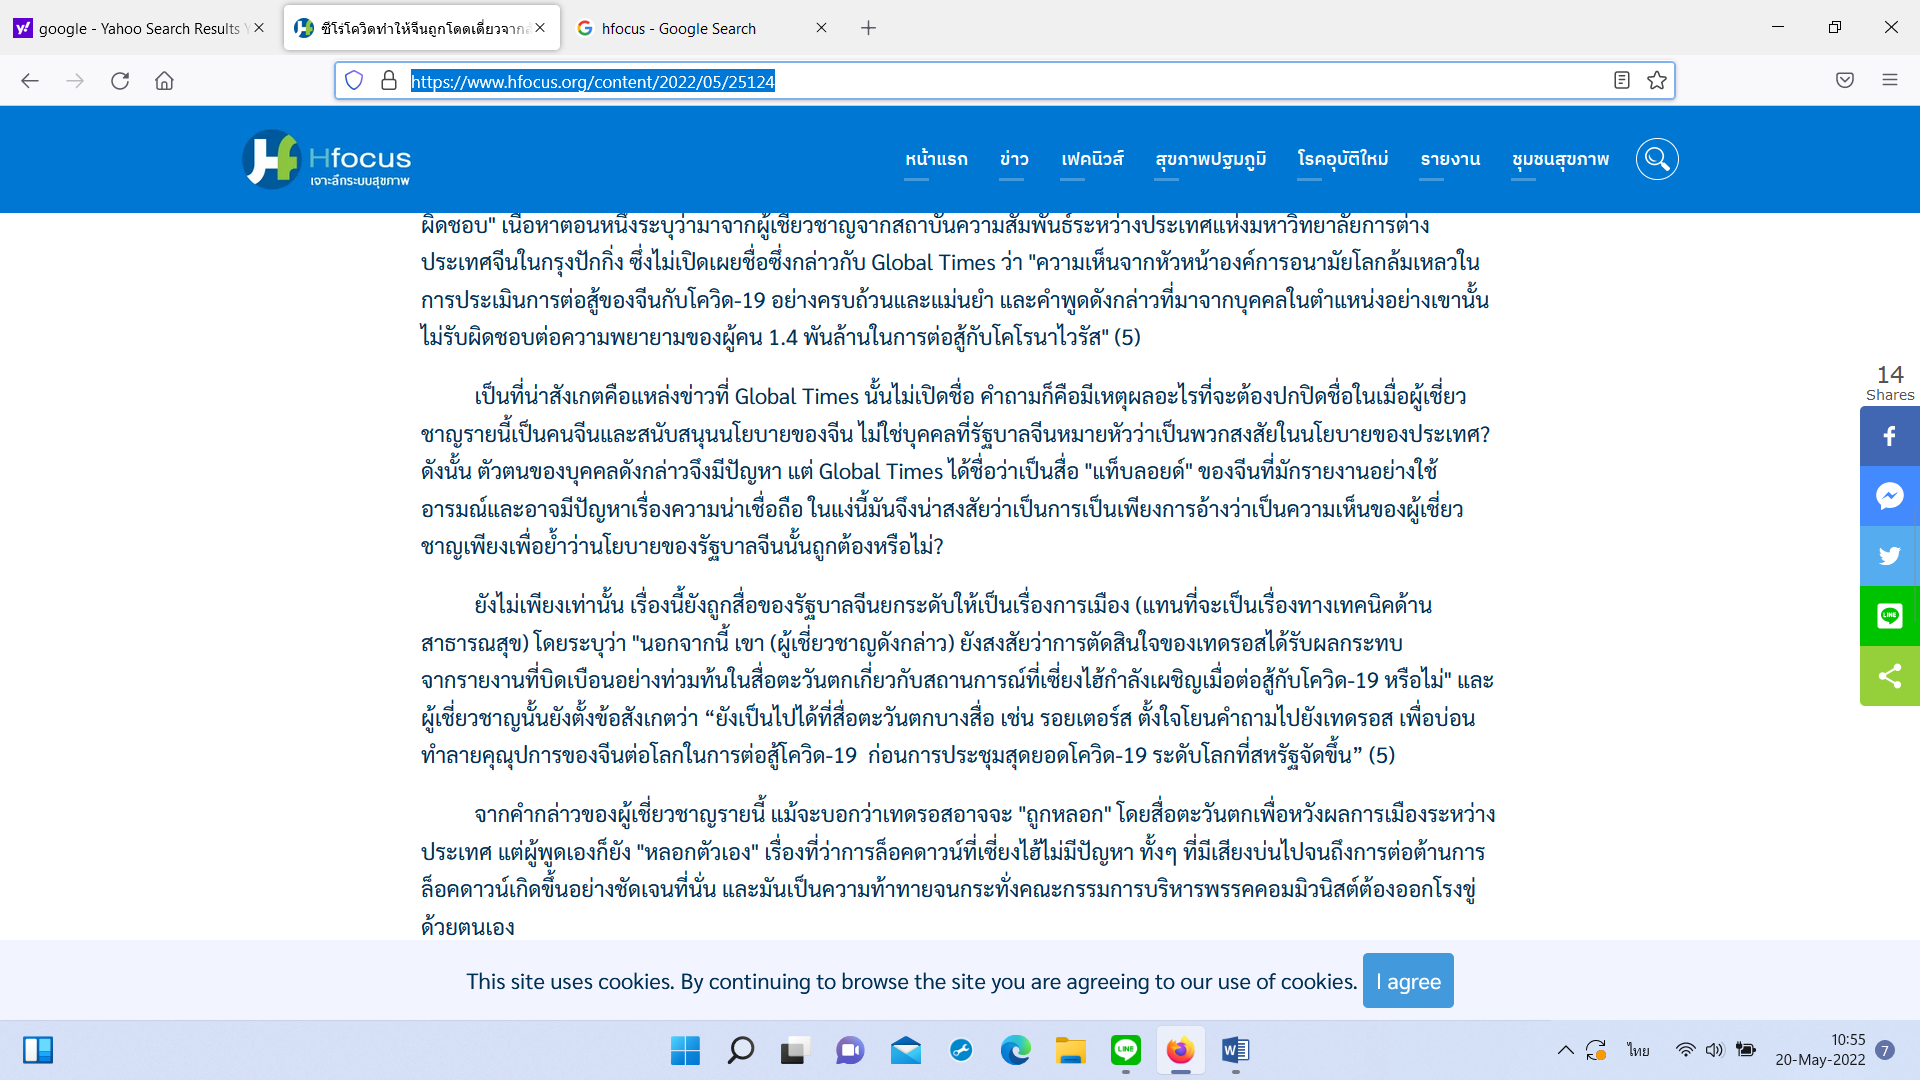 google - Yahoo Search Results Y
ซีโร่โควิดทำให้จีนถูกโดดเดี่ยวจาก
hfocus - Google Search
https://www.hfocus.org/content/2022/05/25124
Hfocus
เจาะลึกระบบสุขภาพ
หน้าแรก ข่าว เฟคนิวส์ สุขภาพปฐมภูมิ โรคอุบัติใหม่ รายงาน ชุมชนสุขภาพ
ผิดชอบ" เนื้อหาตอนหนึ่งระบุว่ามาจากผู้เชี่ยวชาญจากสถาบันความสัมพันธ์ระหว่างประเทศแห่งมหาวิทยาลัยการต่าง
ประเทศจีนในกรุงปักกิ่ง ซึ่งไม่เปิดเผยชื่อซึ่งกล่าวกับ Global Times ว่า "ความเห็นจากหัวหน้าองค์การอนามัยโลกล้มเหลวใน
การประเมินการต่อสู้ของจีนกับโควิด-19 อย่างครบถ้วนและแม่นยำ และคำพูดดังกล่าวที่มาจากบุคคลในตำแหน่งอย่างเขานั้น
ไม่รับผิดชอบต่อความพยายามของผู้คน 1.4 พันล้านในการต่อสู้กับโคโรนาไวรัส" (5)
เป็นที่น่าสังเกตคือแหล่งข่าวที่ Global Times นั้นไม่เปิดชื่อ คำถามก็คือมีเหตุผลอะไรที่จะต้องปกปิดชื่อในเมื่อผู้เชี่ยว
ชาญรายนี้เป็นคนจีนและสนับสนุนนโยบายของจีน ไม่ใช่บุคคลที่รัฐบาลจีนหมายหัวว่าเป็นพวกสงสัยในนโยบายของประเทศ?
ดังนั้น ตัวตนของบุคคลดังกล่าวจึงมีปัญหา แต่ Global Times ได้ชื่อว่าเป็นสื่อ "แท็บลอยด์" ของจีนที่มักรายงานอย่างใช้
อารมณ์และอาจมีปัญหาเรื่องความน่าเชื่อถือ ในแง่นี้มันจึงน่าสงสัยว่าเป็นการเป็นเพียงการอ้างว่าเป็นความเห็นของผู้เชี่ยว
ชาญเพียงเพื่อย้ำว่านโยบายของรัฐบาลจีนนั้นถูกต้องหรือไม่?
ยังไม่เพียงเท่านั้น เรื่องนี้ยังถูกสื่อของรัฐบาลจีนยกระดับให้เป็นเรื่องการเมือง (แทนที่จะเป็นเรื่องทางเทคนิคด้าน
สาธารณสุข) โดยระบุว่า "นอกจากนี้ เขา (ผู้เชี่ยวชาญดังกล่าว) ยังสงสัยว่าการตัดสินใจของเทดรอสได้รับผลกระทบ
จากรายงานที่บิดเบือนอย่างท่วมท้นในสื่อตะวันตกเกี่ยวกับสถานการณ์ที่เซี่ยงไฮ้กำลังเผชิญเมื่อต่อสู้กับโควิด-19 หรือไม่" และ
ผู้เชี่ยวชาญนั้นยังตั้งข้อสังเกตว่า “ยังเป็นไปได้ที่สื่อตะวันตกบางสื่อ เช่น รอยเตอร์ส ตั้งใจโยนคำถามไปยังเทดรอส เพื่อบ่อน
ทำลายคุณุปการของจีนต่อโลกในการต่อสู้โควิด-19 ก่อนการประชุมสุดยอดโควิด-19 ระดับโลกที่สหรัฐจัดขึ้น” (5)
จากคำกล่าวของผู้เชี่ยวชาญรายนี้ แม้จะบอกว่าเทดรอสอาจจะ "ถูกหลอก" โดยสื่อตะวันตกเพื่อหวังผลการเมืองระหว่าง
ประเทศ แต่ผู้พูดเองก็ยัง "หลอกตัวเอง" เรื่องที่ว่าการล็อคดาวน์ที่เซี่ยงไฮ้ไม่มีปัญหา ทั้งๆ ที่มีเสียงบ่นไปจนถึงการต่อต้านการ
ล็อคดาวน์เกิดขึ้นอย่างชัดเจนที่นั่น และมันเป็นความท้าทายจนกระทั่งคณะกรรมการบริหารพรรคคอมมิวนิสต์ต้องออกโรงขู่
ด้วยตนเอง
14
Shares
LINE
This site uses cookies. By continuing to browse the site you are agreeing to our use of cookies. I agree
LINE
W
ไทย
10:55
20-May-2022
7